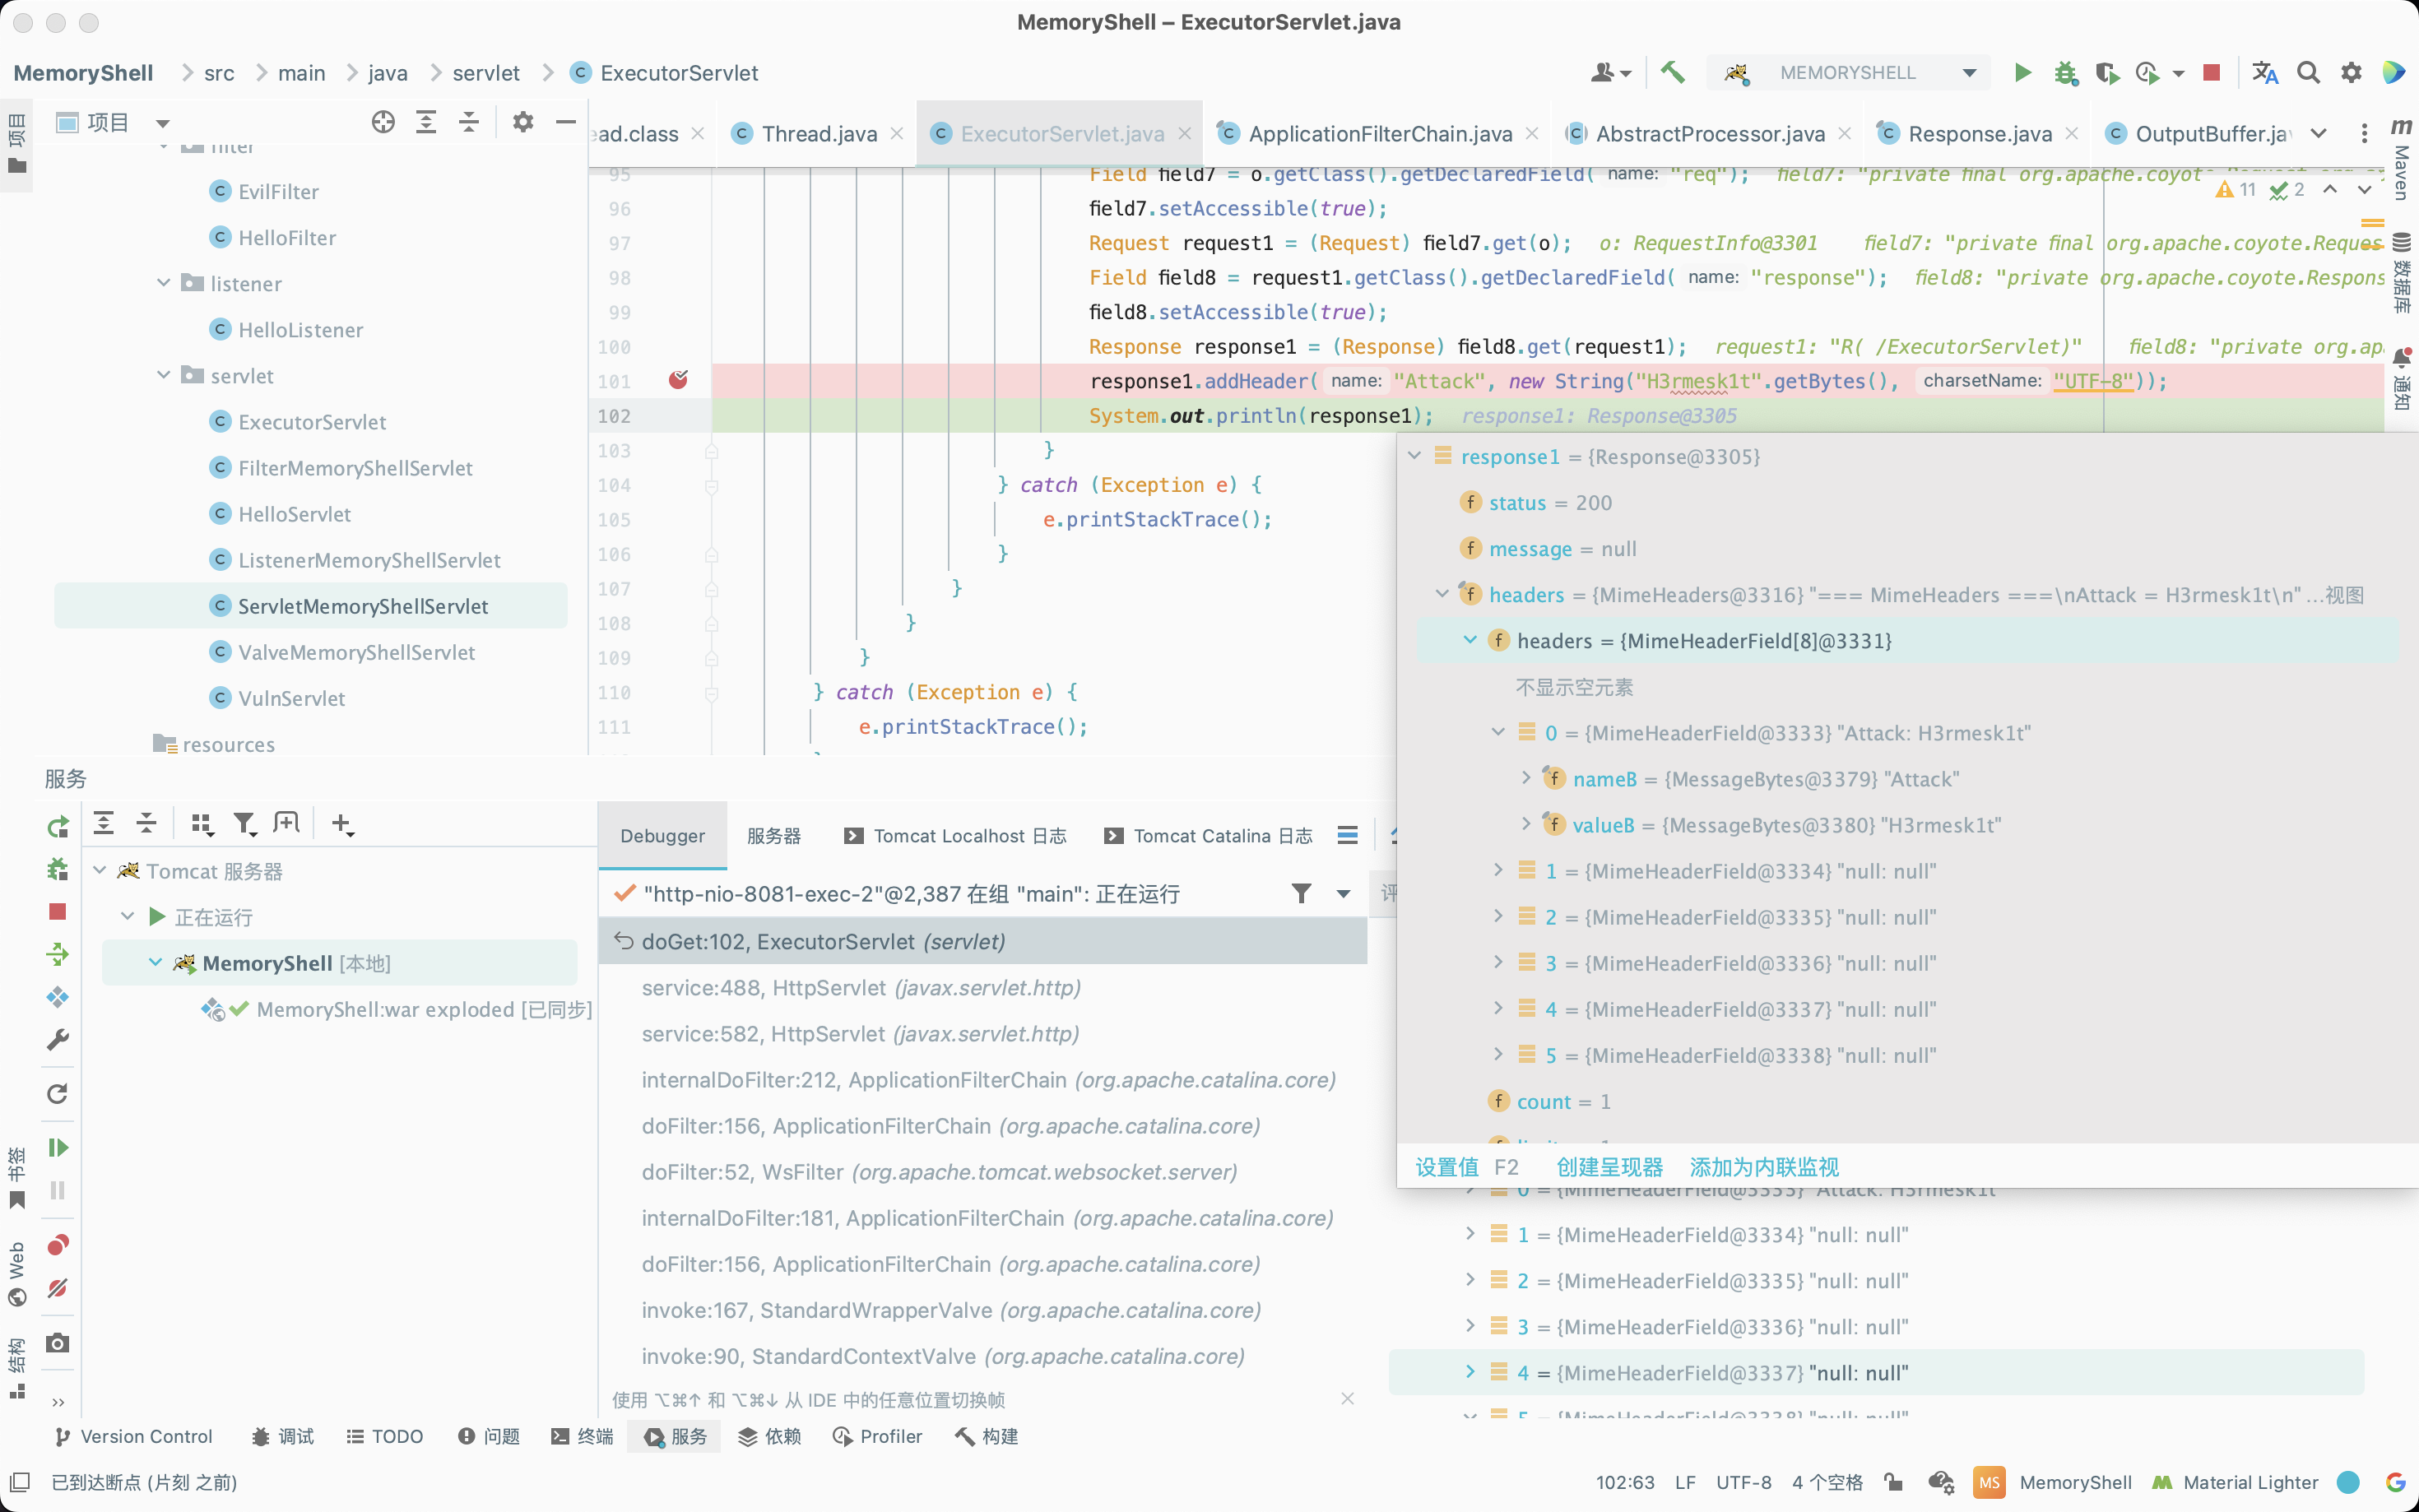 MemoryShell – ExecutorServlet.java
MemoryShell
src
main
java
servlet
ExecutorServlet
MEMORYSHELL
项目
项目
ead.class
Thread.java
ExecutorServlet.java
ApplicationFilterChain.java
AbstractProcessor.java
Response.java
OutputBuffer.ja
Maven
数据库
通知
filter
EvilFilter
HelloFilter
listener
HelloListener
servlet
ExecutorServlet
FilterMemoryShellServlet
HelloServlet
ListenerMemoryShellServlet
ServletMemoryShellServlet
ValveMemoryShellServlet
VulnServlet
resources
11 2
95 Field field7 = o.getClass().getDeclaredField( name: "req"); field7: "private final org.apache.coyote.Request
96 field7.setAccessible(true);
97 Request request1 = (Request) field7.get(o); o: RequestInfo@3301 field7: "private final org.apache.coyote.Reques
98 Field field8 = request1.getClass().getDeclaredField( name: "response"); field8: "private org.apache.coyote.Respons
99 field8.setAccessible(true);
100 Response response1 = (Response) field8.get(request1); request1: "R( /ExecutorServlet)" field8: "private org.ap
101 response1.addHeader( name: "Attack", new String("H3rmesk1t".getBytes(), charsetName: "UTF-8"));
102 System.out.println(response1); response1: Response@3305
103 }
104 } catch (Exception e) {
105 e.printStackTrace();
106 }
107 }
108 }
109 }
110 } catch (Exception e) {
111 e.printStackTrace();
response1 = {Response@3305}
status = 200
message = null
headers = {MimeHeaders@3316} "=== MimeHeaders ===\nAttack = H3rmesk1t\n" ...视图
headers = {MimeHeaderField[8]@3331}
不显示空元素
0 = {MimeHeaderField@3333} "Attack: H3rmesk1t"
nameB = {MessageBytes@3379} "Attack"
valueB = {MessageBytes@3380} "H3rmesk1t"
1 = {MimeHeaderField@3334} "null: null"
2 = {MimeHeaderField@3335} "null: null"
3 = {MimeHeaderField@3336} "null: null"
4 = {MimeHeaderField@3337} "null: null"
5 = {MimeHeaderField@3338} "null: null"
count = 1
设置值 F2 创建呈现器 添加为内联监视
0 = {MimeHeaderField@3333} "Attack: H3rmesk1t"
1 = {MimeHeaderField@3334} "null: null"
2 = {MimeHeaderField@3335} "null: null"
3 = {MimeHeaderField@3336} "null: null"
4 = {MimeHeaderField@3337} "null: null"
5 = {MimeHeaderField@3338} "null: null"
服务
Tomcat 服务器
正在运行
MemoryShell [本地]
MemoryShell:war exploded [已同步]
Debugger
服务器
Tomcat Localhost 日志
Tomcat Catalina 日志
"http-nio-8081-exec-2"@2,387 在组 "main": 正在运行
doGet:102, ExecutorServlet (servlet)
service:488, HttpServlet (javax.servlet.http)
service:582, HttpServlet (javax.servlet.http)
internalDoFilter:212, ApplicationFilterChain (org.apache.catalina.core)
doFilter:156, ApplicationFilterChain (org.apache.catalina.core)
doFilter:52, WsFilter (org.apache.tomcat.websocket.server)
internalDoFilter:181, ApplicationFilterChain (org.apache.catalina.core)
doFilter:156, ApplicationFilterChain (org.apache.catalina.core)
invoke:167, StandardWrapperValve (org.apache.catalina.core)
invoke:90, StandardContextValve (org.apache.catalina.core)
使用 ⌥⌘↑ 和 ⌥⌘↓ 从 IDE 中的任意位置切换帧
书签
Web
结构
Version Control
调试
TODO
问题
终端
服务
依赖
Profiler
构建
已到达断点 (片刻 之前)
102:63 LF UTF-8 4 个空格 MS MemoryShell Material Lighter